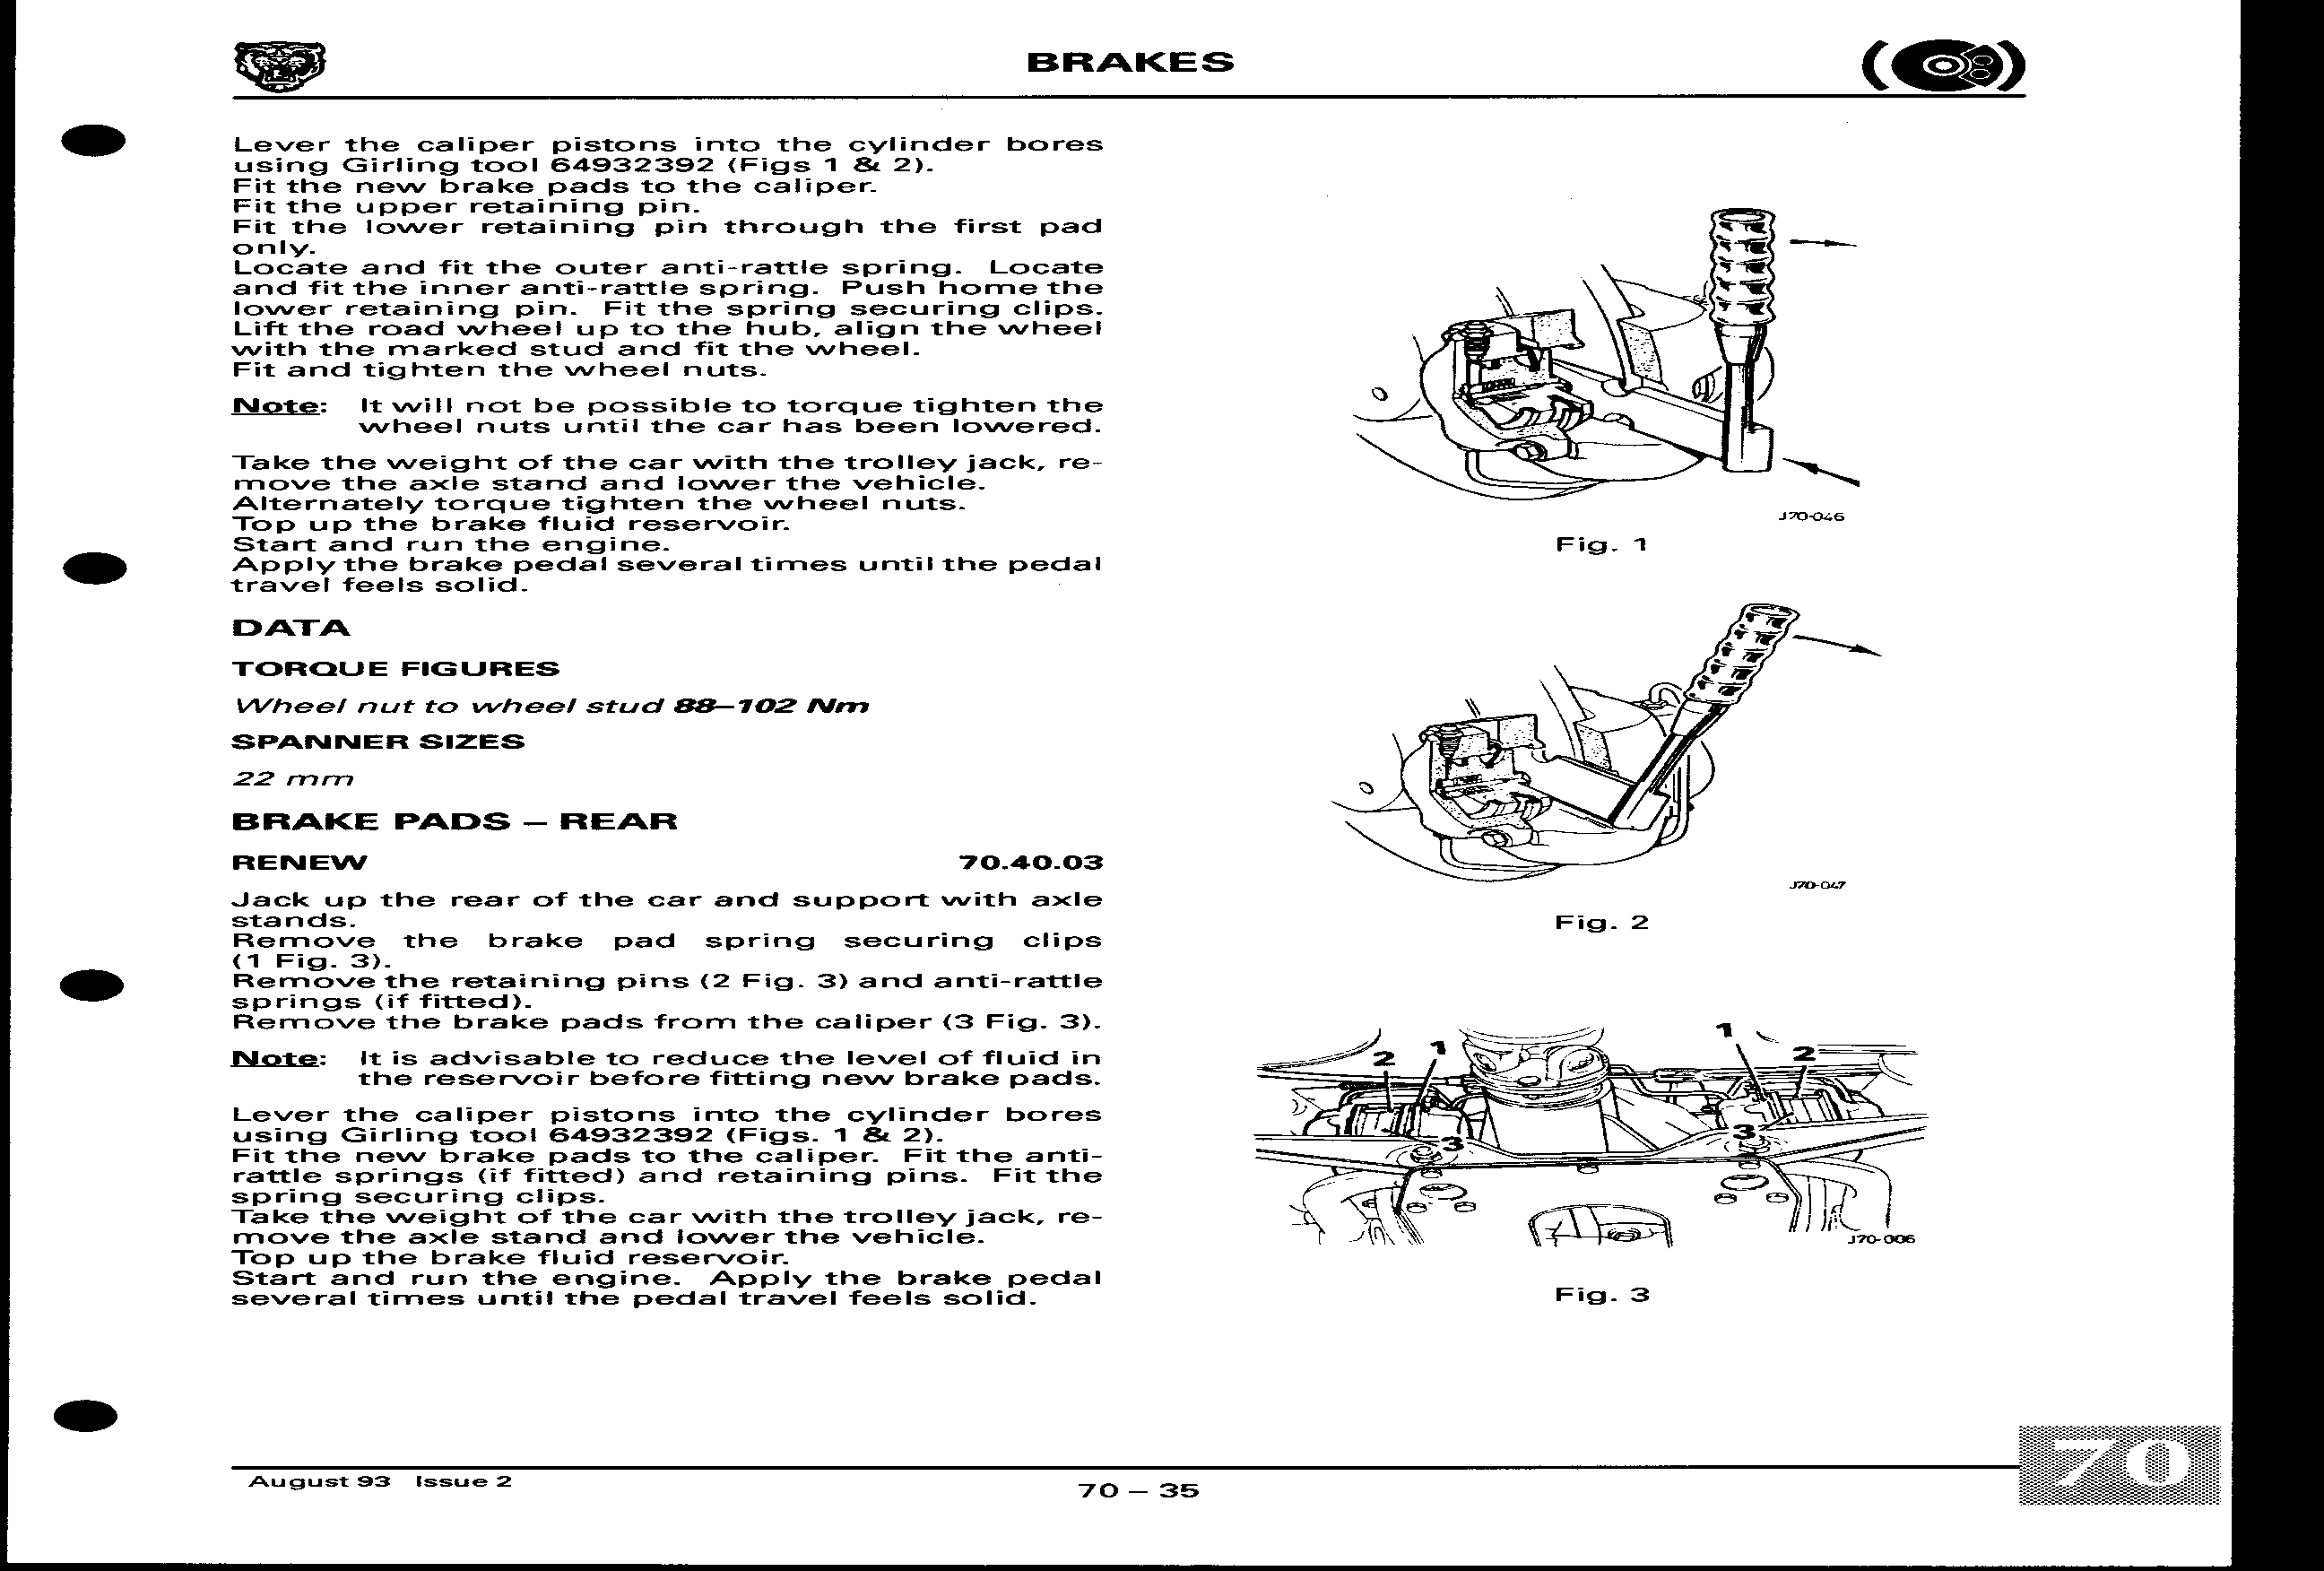 BRAKES
Lever the caliper pistons into the cylinder bores
using Girling tool 64932392 (Figs 1 & 2).
Fit the new brake pads to the caliper.
Fit the upper retaining pin.
Fit the lower retaining pin through the first pad
only.
Locate and fit the outer anti-rattle spring. Locate
and fit the inner anti-rattle spring. Push home the
lower retaining pin. Fit the spring securing clips.
Lift the road wheel up to the hub, align the wheel
with the marked stud and fit the wheel.
Fit and tighten the wheel nuts.
Note: It will not be possible to torque tighten the
wheel nuts until the car has been lowered.
Take the weight of the car with the trolley jack, re-
move the axle stand and lower the vehicle.
Alternately torque tighten the wheel nuts.
Top up the brake fluid reservoir.
Start and run the engine.
Apply the brake pedal several times until the pedal
travel feels solid.
DATA
TORQUE FIGURES
Wheel nut to wheel stud 88–102 Nm
SPANNER SIZES
22 mm
BRAKE PADS – REAR
RENEW 70.40.03
Jack up the rear of the car and support with axle
stands.
Remove the brake pad spring securing clips
(1 Fig. 3).
Remove the retaining pins (2 Fig. 3) and anti-rattle
springs (if fitted).
Remove the brake pads from the caliper (3 Fig. 3).
Note: It is advisable to reduce the level of fluid in
the reservoir before fitting new brake pads.
Lever the caliper pistons into the cylinder bores
using Girling tool 64932392 (Figs. 1 & 2).
Fit the new brake pads to the caliper. Fit the anti-
rattle springs (if fitted) and retaining pins. Fit the
spring securing clips.
Take the weight of the car with the trolley jack, re-
move the axle stand and lower the vehicle.
Top up the brake fluid reservoir.
Start and run the engine. Apply the brake pedal
several times until the pedal travel feels solid.
J70-046
Fig. 1
J70-047
Fig. 2
1
2
1
2
3
3
J70-006
Fig. 3
August 93 Issue 2
70 – 35
70